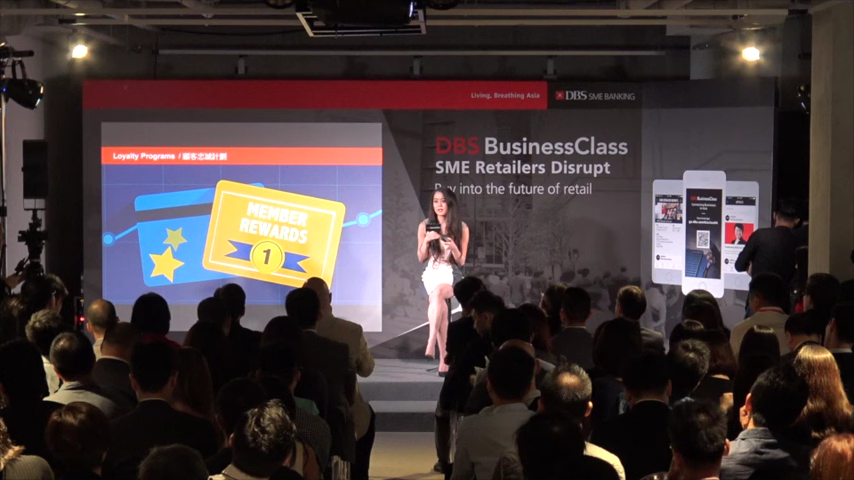 Living, Breathing Asia
DBS SME BANKING
Loyalty Programs / 顧客忠誠計劃
MEMBER
REWARDS
1
DBS BusinessClass
SME Retailers Disrupt
into the future of retail
BusinessClass